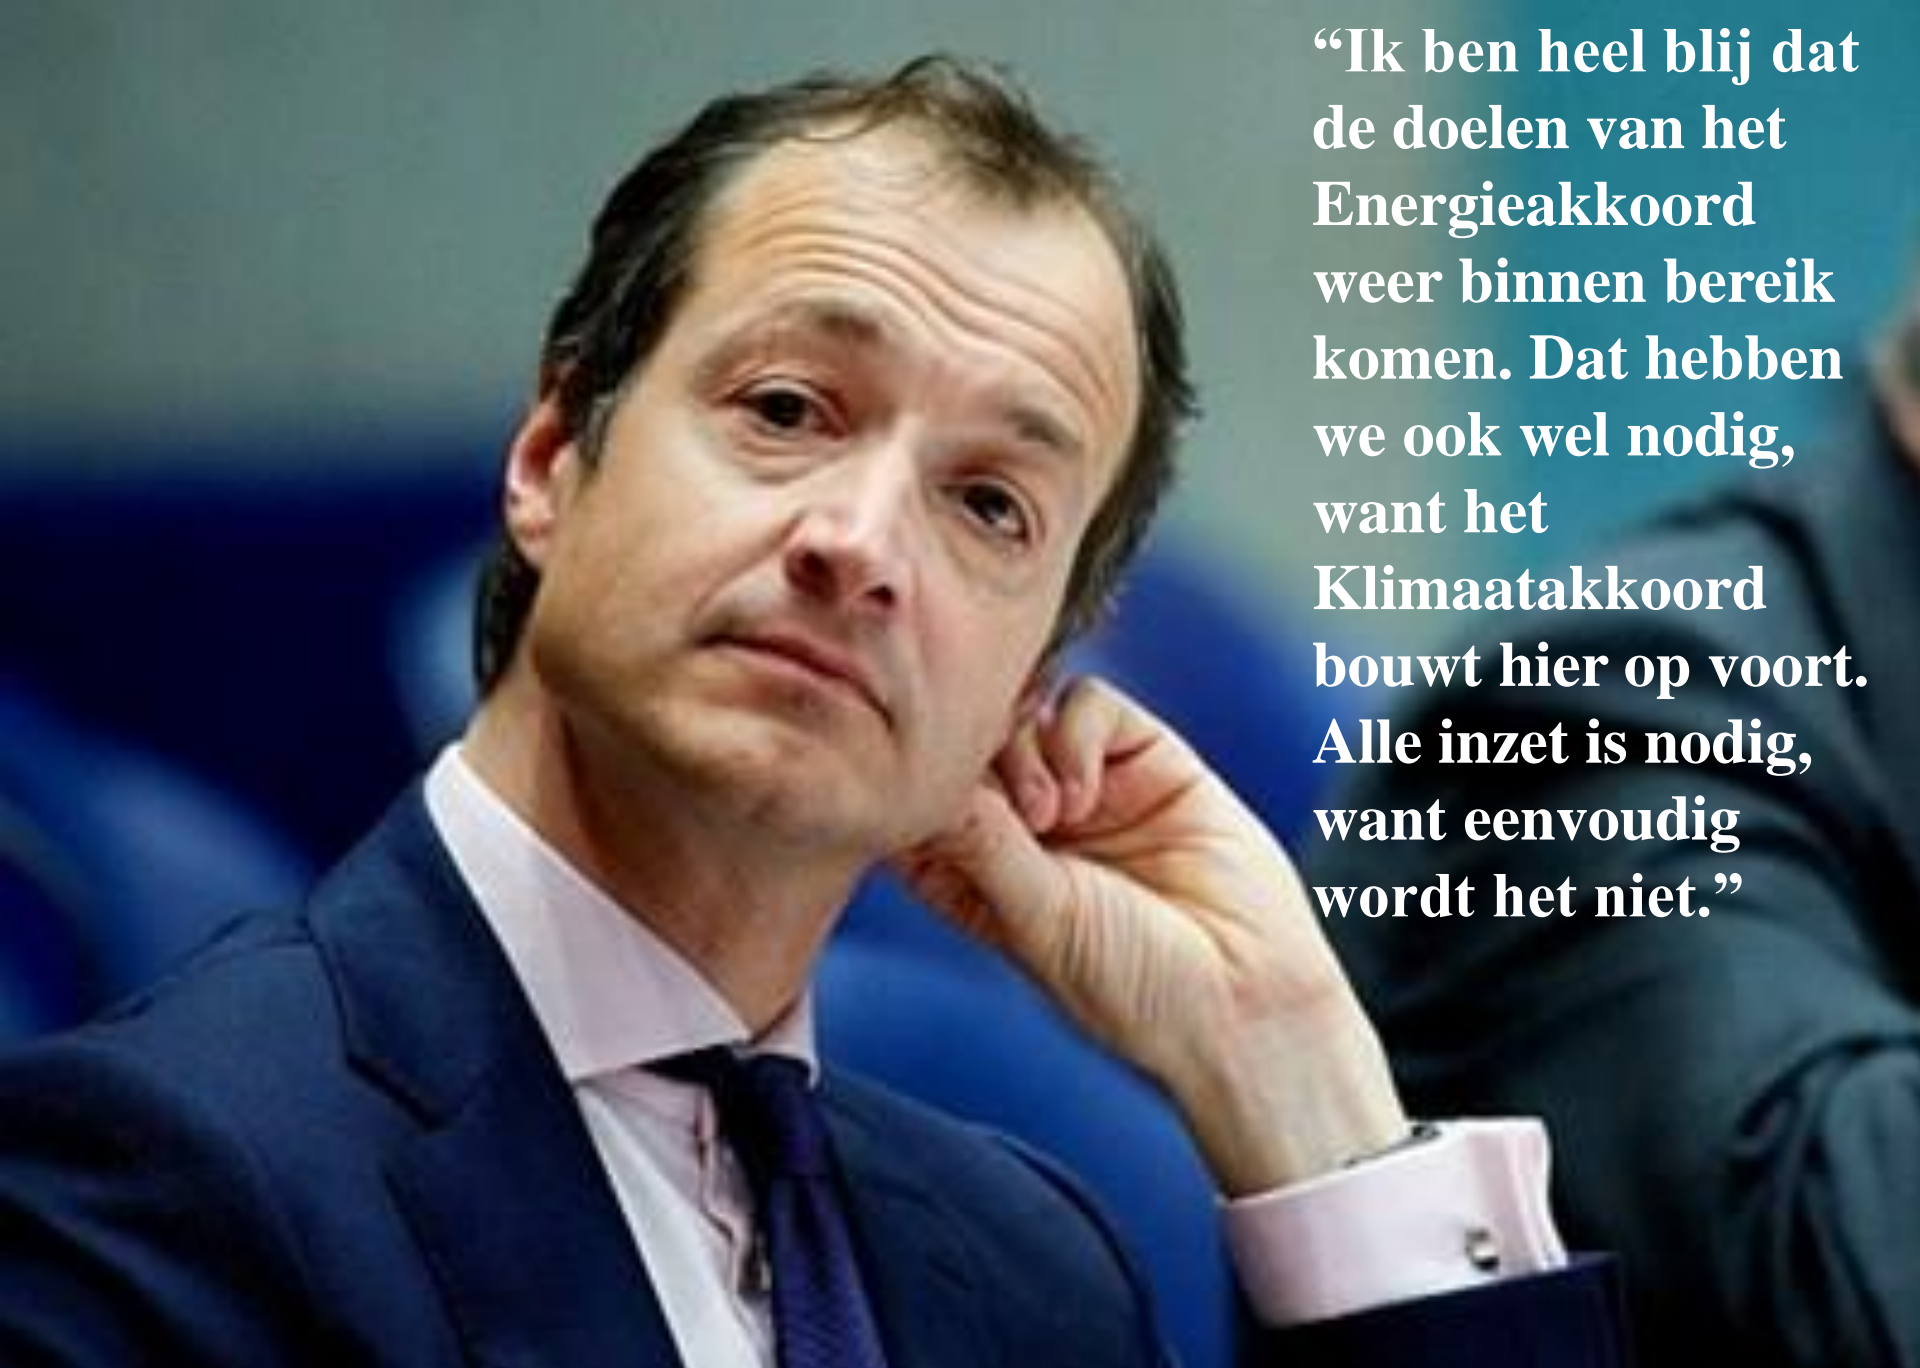 “Ik ben heel blij dat
de doelen van het
Energieakkoord
weer binnen bereik
komen. Dat hebben
we ook wel nodig,
want het
Klimaatakkoord
bouwt hier op voort.
Alle inzet is nodig,
want eenvoudig
wordt het niet.”